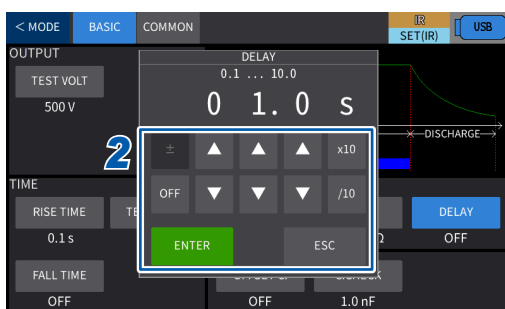 < MODE BASIC COMMON IR SET(IR) USB
OUTPUT
TEST VOLT
500 V
DELAY
0.1 ... 10.0
0 1. 0 s
DISCHARGE
2
± ▲ ▲ ▲ x10
OFF ▼ ▼ ▼ /10
ENTER ESC
TIME
RISE TIME TE DELAY
0.1 s Ω OFF
FALL TIME
OFF OFF 1.0 nF